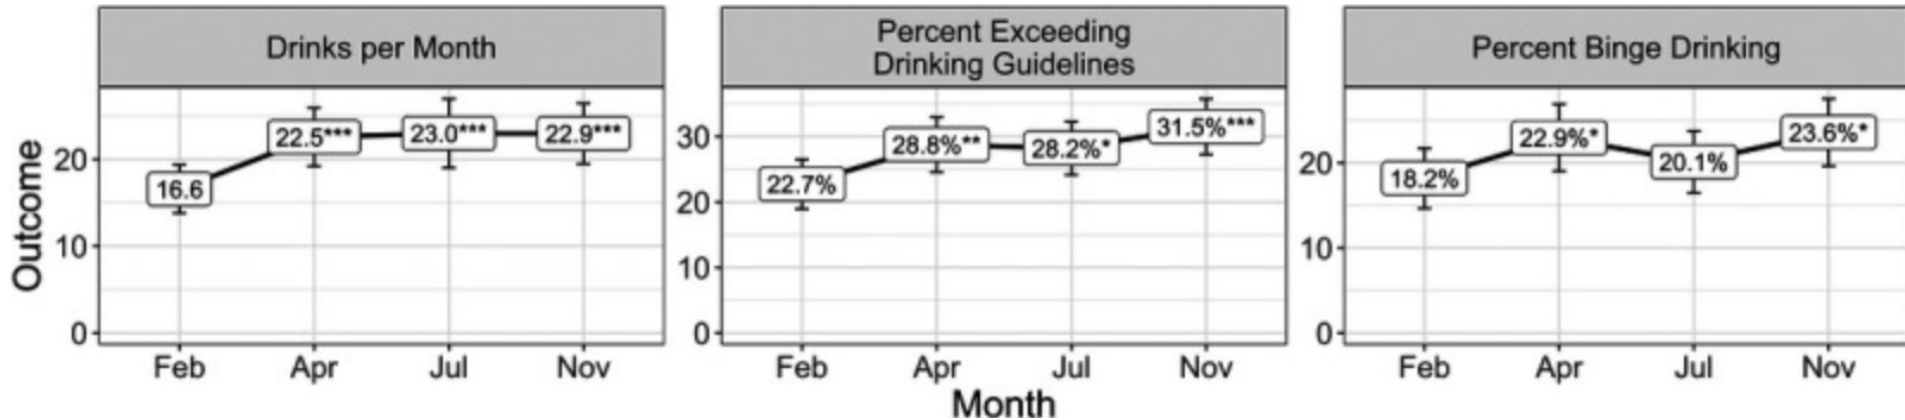 Drinks per Month
Percent Exceeding
Drinking Guidelines
Percent Binge Drinking
Outcome
20
10
0
16.6
22.5***
23.0***
22.9***
Feb
Apr
Jul
Nov
30
20
10
0
22.7%
28.8%**
28.2%*
31.5%***
Feb
Apr
Jul
Nov
20
10
0
18.2%
22.9%*
20.1%
23.6%*
Feb
Apr
Jul
Nov
Month